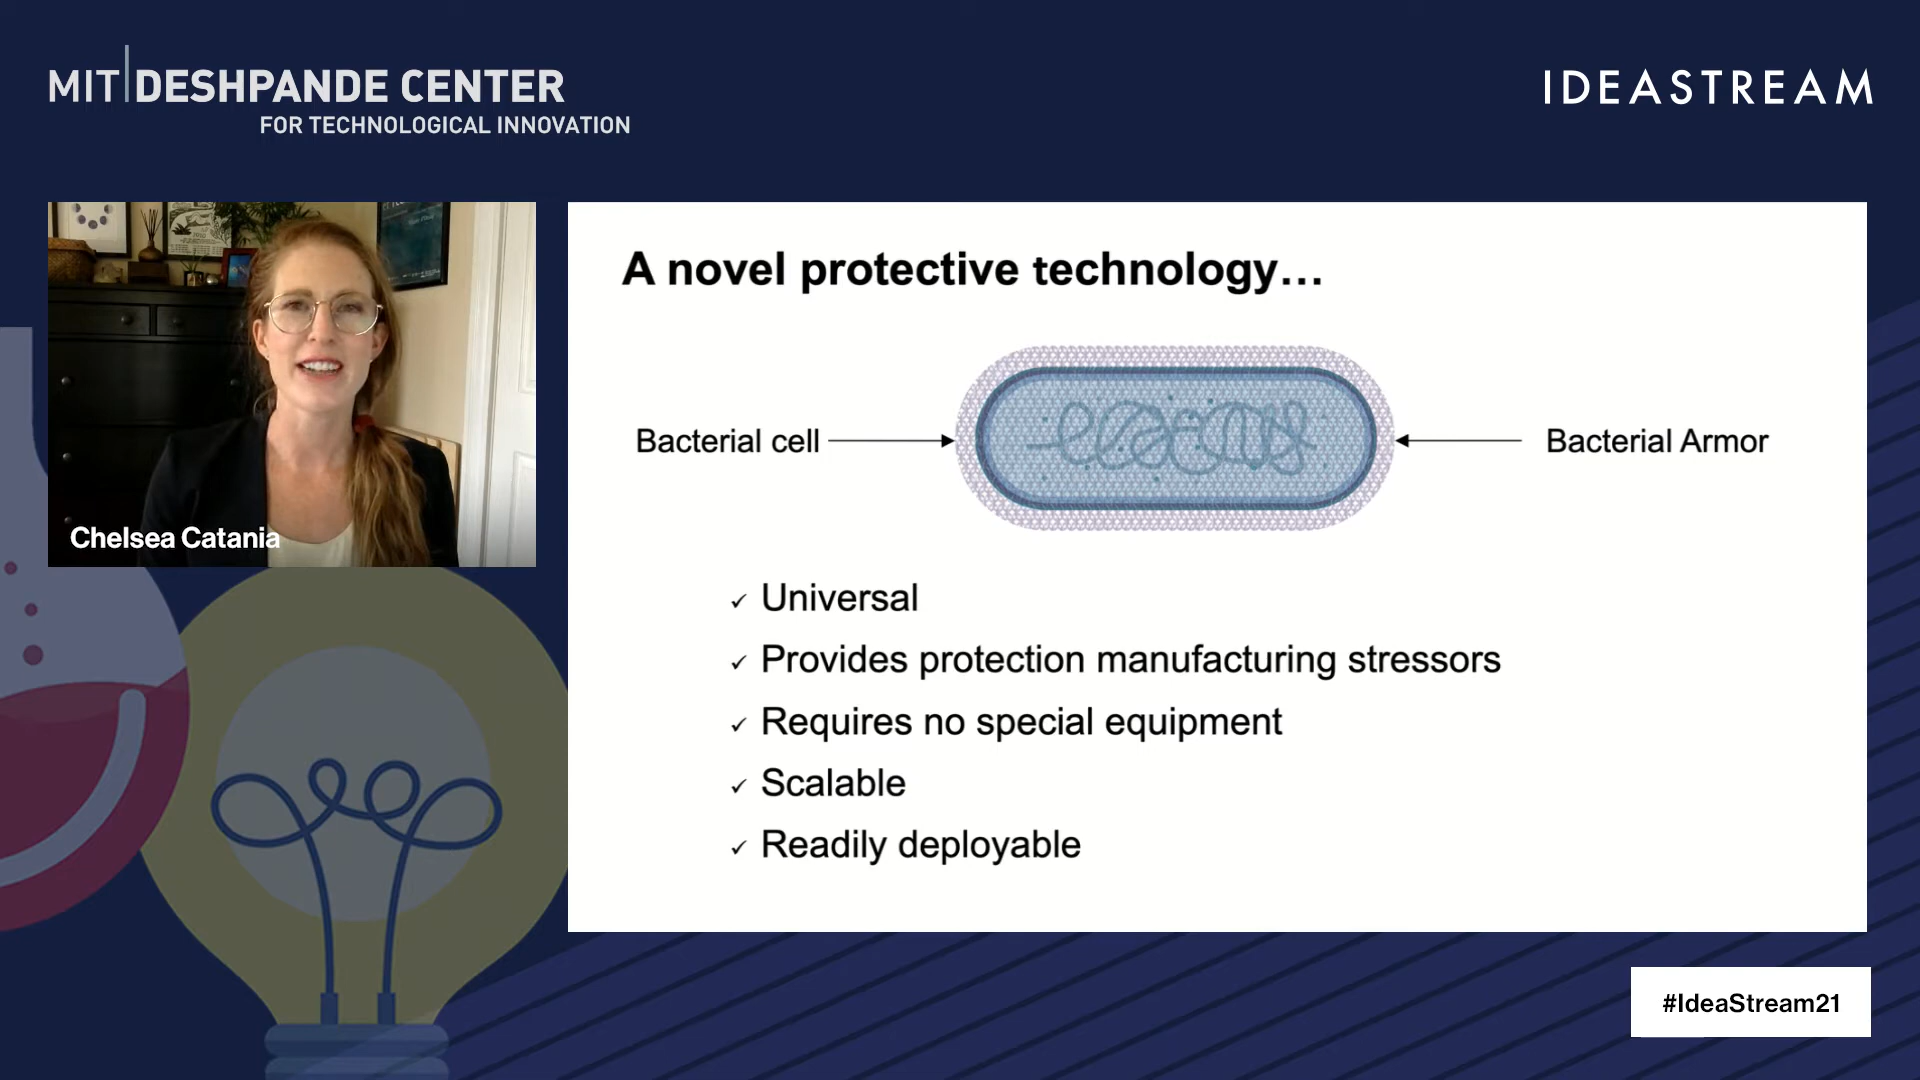 MIT DESHPANDE CENTER
FOR TECHNOLOGICAL INNOVATION
IDEASTREAM
Chelsea Catania
A novel protective technology…
Bacterial cell
Bacterial Armor
✓ Universal
✓ Provides protection manufacturing stressors
✓ Requires no special equipment
✓ Scalable
✓ Readily deployable
#IdeaStream21